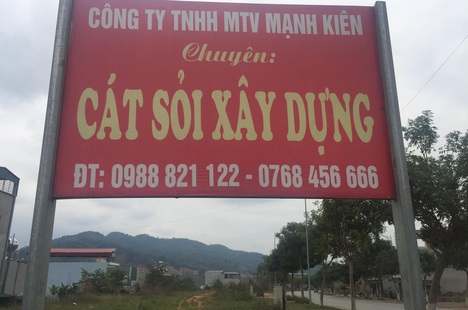 CÔNG TY TNHH MTV MẠNH KIÊN
Chuyên:
CÁT SỎI XÂY DỰNG
ĐT: 0988 821 122 - 0768 456 666